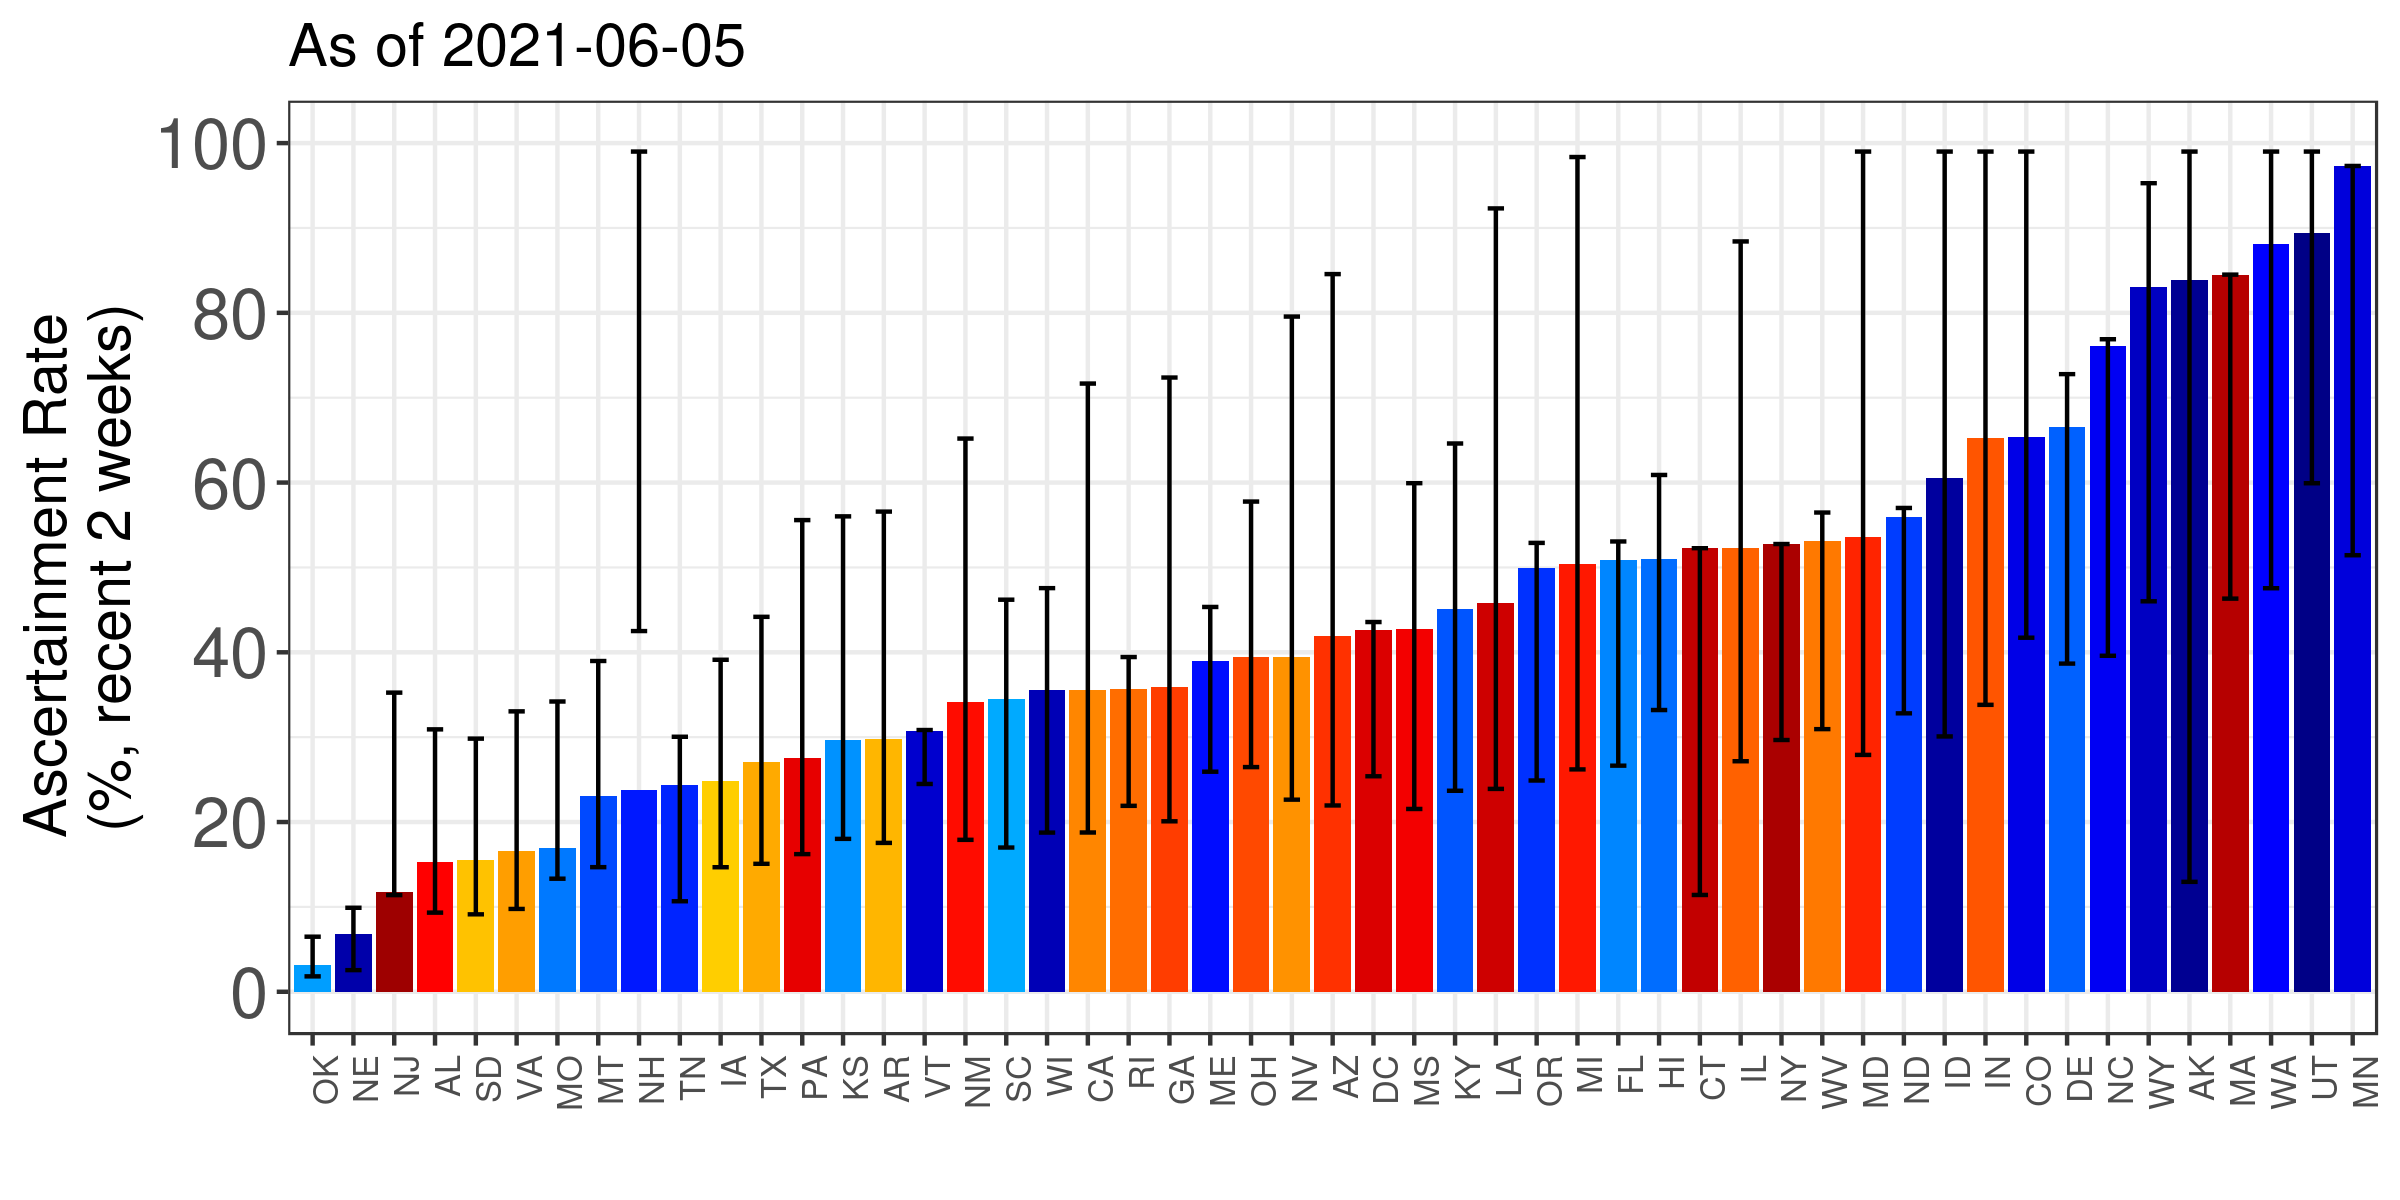 As of 2021-06-05
Ascertainment Rate
(%, recent 2 weeks)
100
80
60
40
20
0
OK NE NJ AL SD VA MO MT NH TN IA TX PA KS AR VT NM SC WI CA RI GA ME OH NV AZ DC MS KY LA OR MI FL HI CT IL NY WV MD ND ID IN CO DE NC WY AK MA WA UT MN